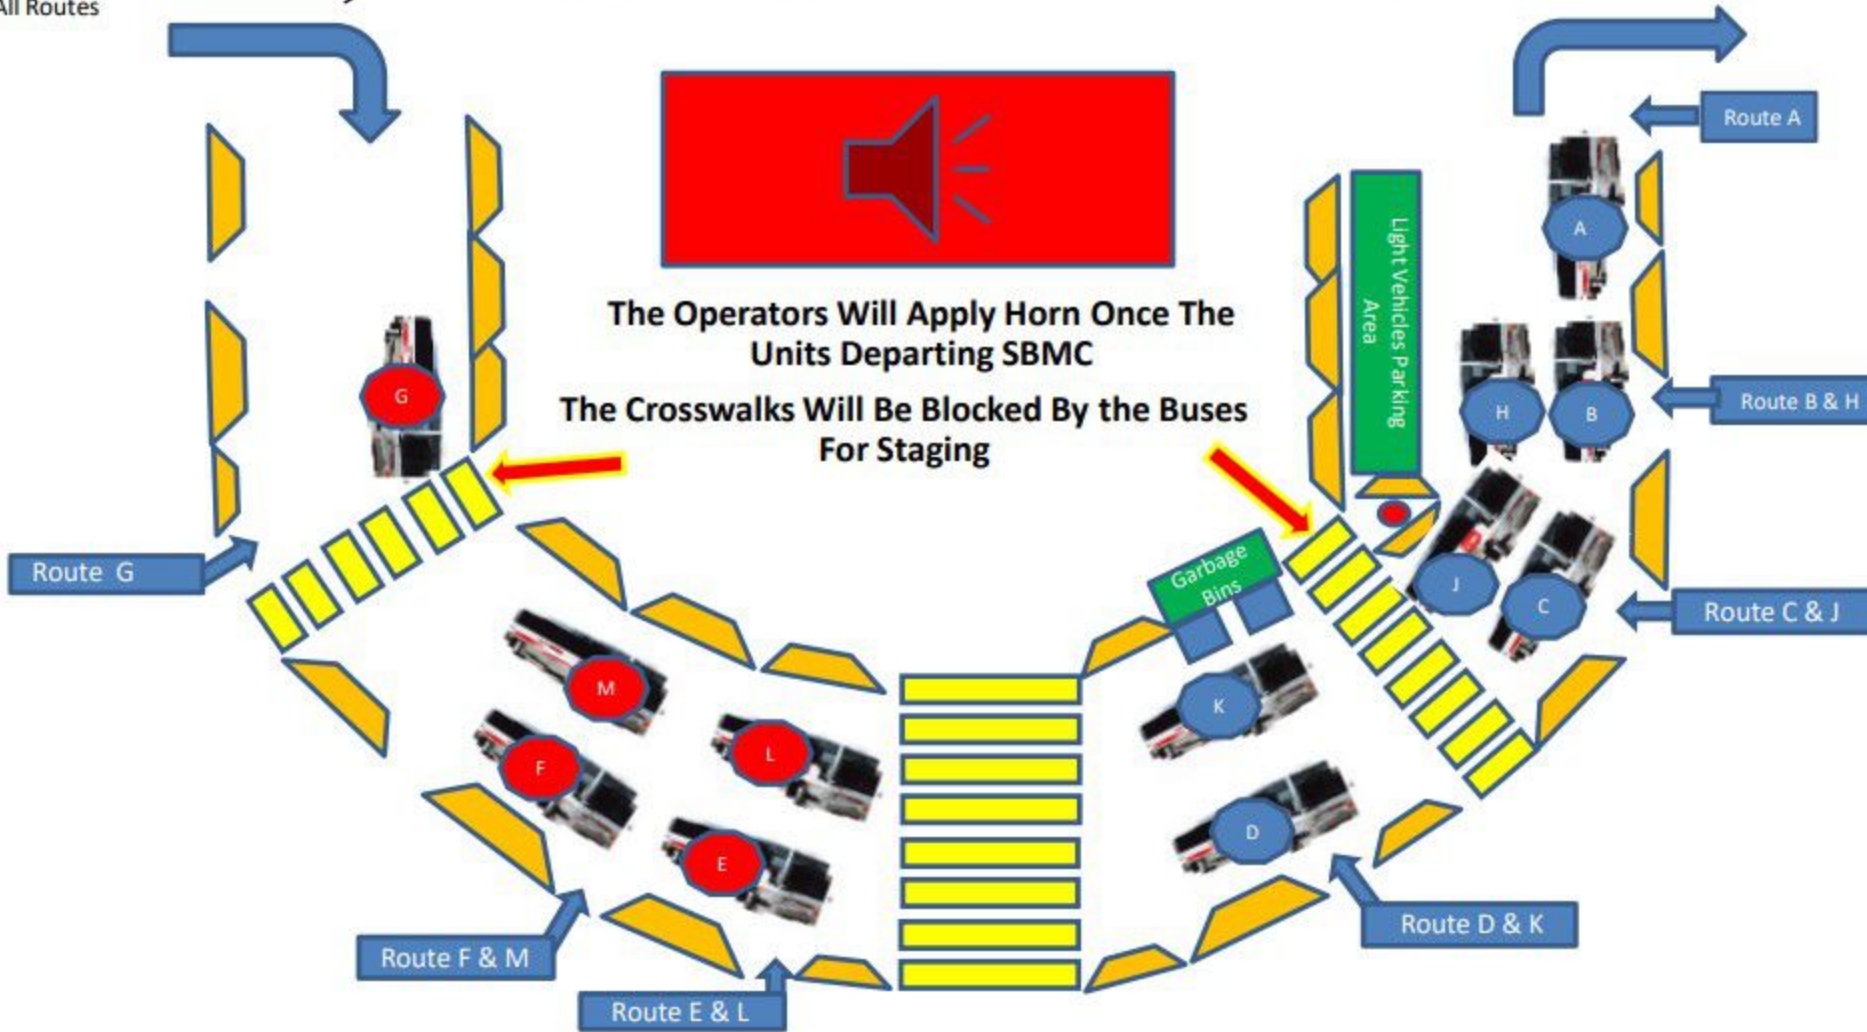 All Routes
Route A
Light Vehicles Parking
Area
A
The Operators Will Apply Horn Once The
Units Departing SBMC
The Crosswalks Will Be Blocked By the Buses
For Staging
G
H
B
Route B & H
Route G
Garbage
Bins
J
C
Route C & J
M
K
L
F
D
E
Route D & K
Route F & M
Route E & L